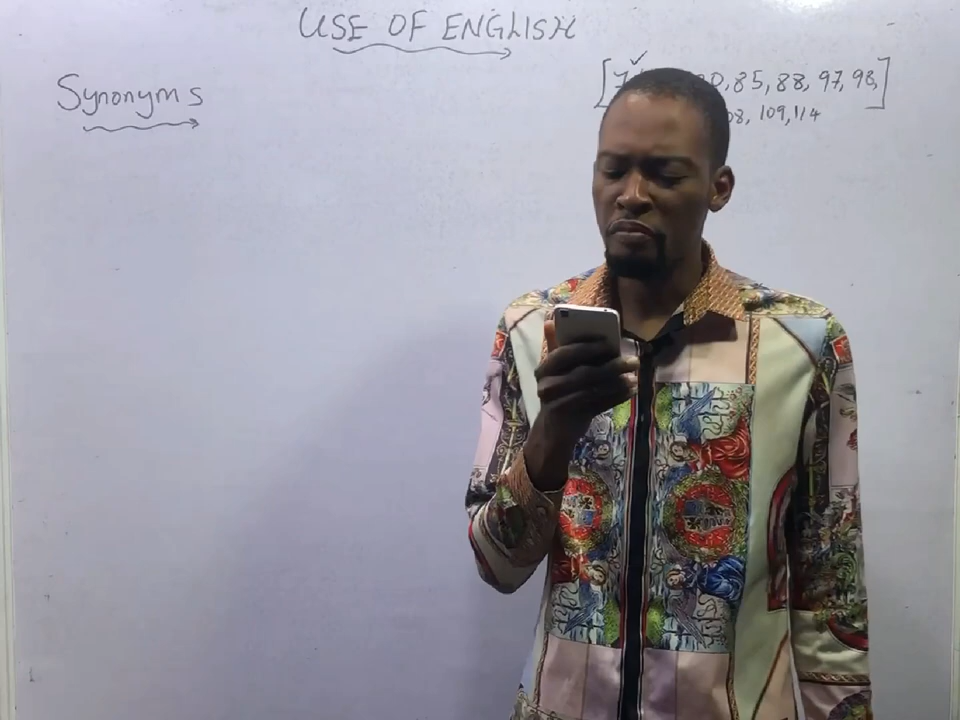 USE OF ENGLISH
Synonyms
85, 88, 97, 98,]
109, 114